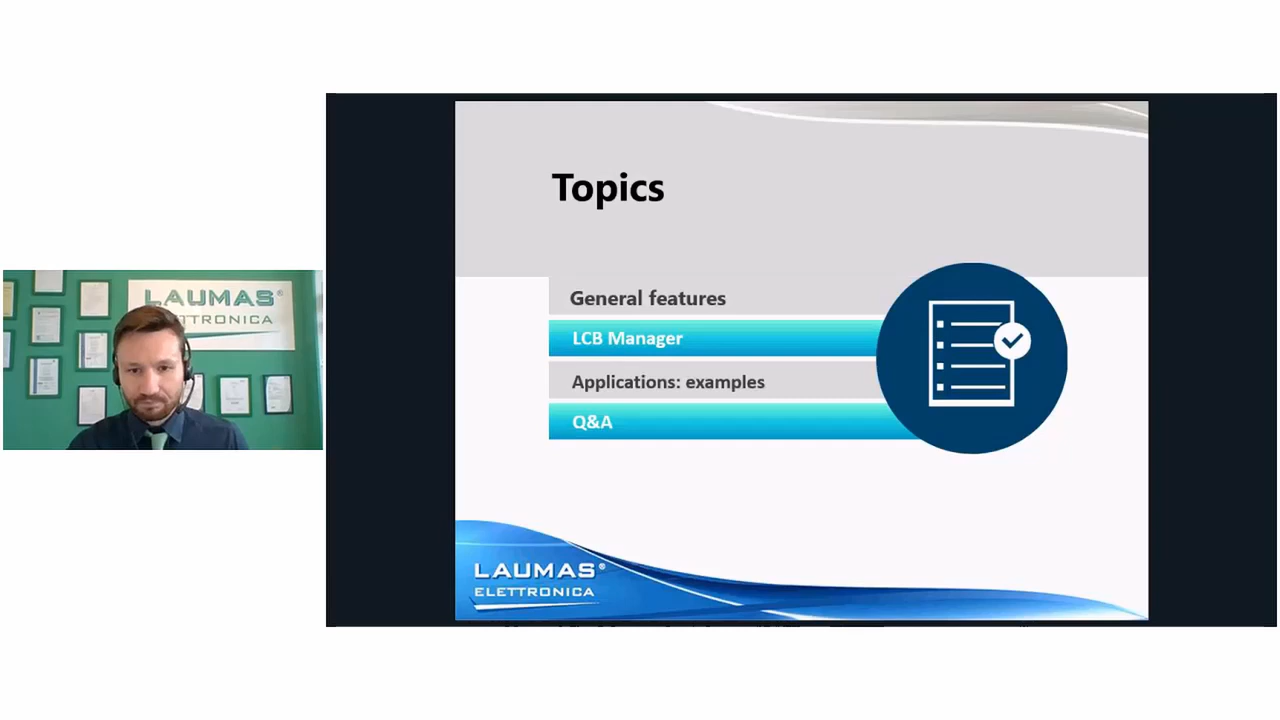 LAUMAS®
ELETTRONICA
Topics
General features
LCB Manager
Applications: examples
Q&A
LAUMAS®
ELETTRONICA